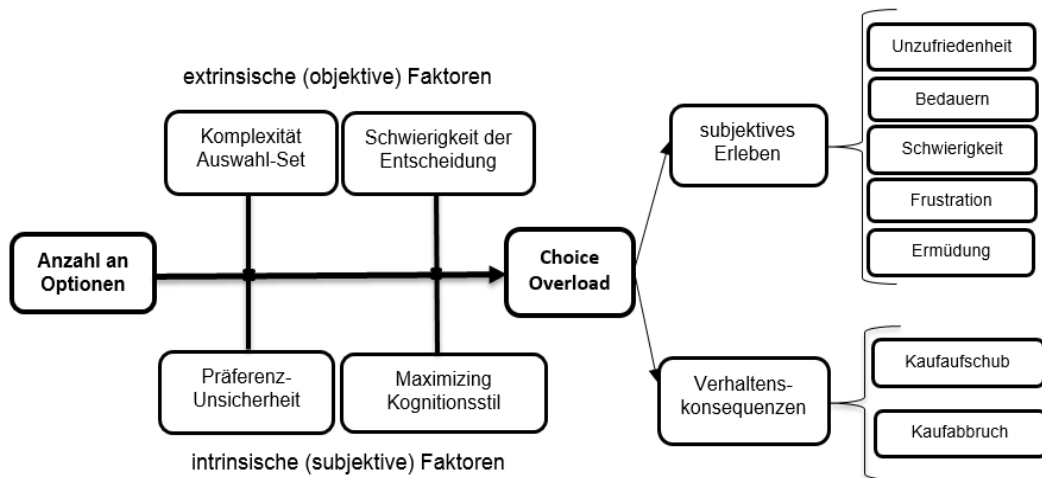 extrinsische (objektive) Faktoren
Komplexität
Auswahl-Set
Schwierigkeit der
Entscheidung
Anzahl an
Optionen
Choice
Overload
Präferenz-
Unsicherheit
Maximizing
Kognitionsstil
intrinsische (subjektive) Faktoren
subjektives
Erleben
Unzufriedenheit
Bedauern
Schwierigkeit
Frustration
Ermüdung
Verhaltens-
konsequenzen
Kaufaufschub
Kaufabbruch